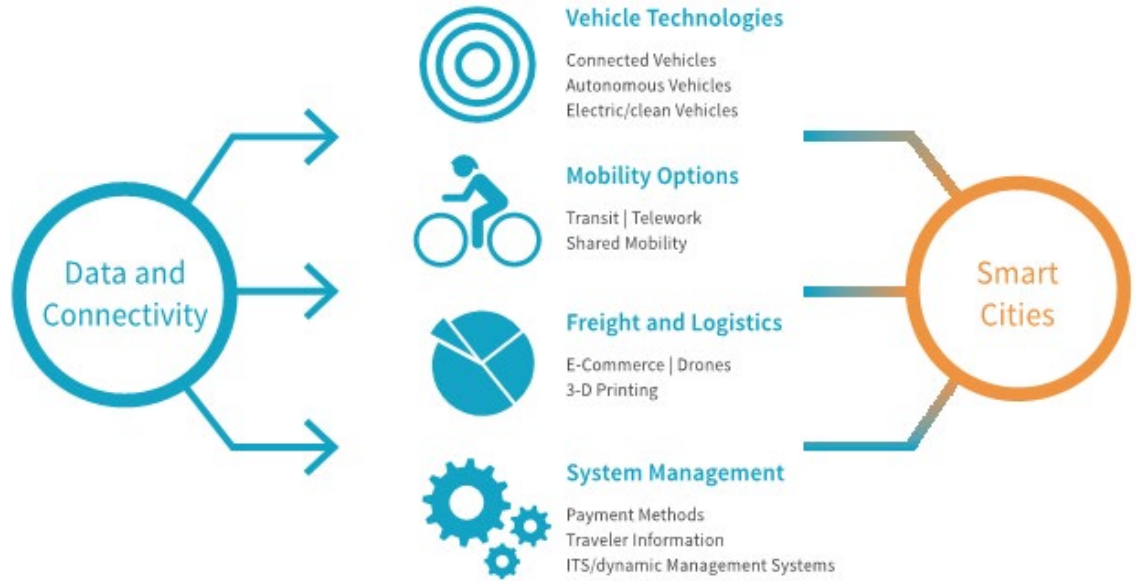 Data and
Connectivity
Vehicle Technologies
Connected Vehicles
Autonomous Vehicles
Electric/clean Vehicles
Mobility Options
Transit | Telework
Shared Mobility
Freight and Logistics
E-Commerce | Drones
3-D Printing
System Management
Payment Methods
Traveler Information
ITS/dynamic Management Systems
Smart
Cities